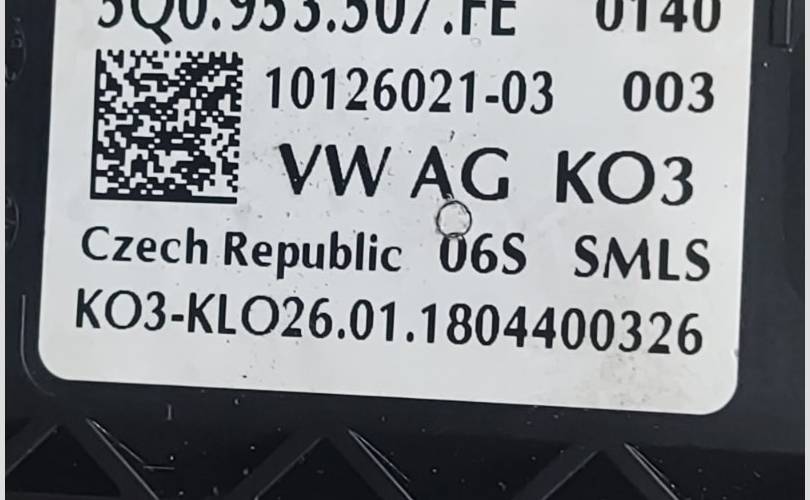 5Q0.953.507.FE 0140
10126021-03 003
VW AG KO3
Czech Republic 06S SMLS
KO3-KLO26.01.1804400326